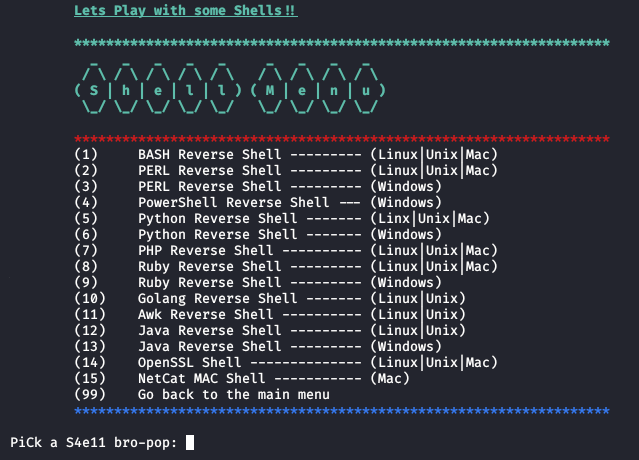 Lets Play with some Shells!!
*******************************************************************
  _   _   _   _   _     _   _   _   _
 / \ / \ / \ / \ / \   / \ / \ / \ / \
( S | h | e | l | l ) ( M | e | n | u )
 \_/ \_/ \_/ \_/ \_/   \_/ \_/ \_/ \_/
*******************************************************************
(1)     BASH Reverse Shell --------- (Linux|Unix|Mac)
(2)     PERL Reverse Shell --------- (Linux|Unix|Mac)
(3)     PERL Reverse Shell --------- (Windows)
(4)     PowerShell Reverse Shell --- (Windows)
(5)     Python Reverse Shell ------- (Linx|Unix|Mac)
(6)     Python Reverse Shell ------- (Windows)
(7)     PHP Reverse Shell ---------- (Linux|Unix|Mac)
(8)     Ruby Reverse Shell --------- (Linux|Unix|Mac)
(9)     Ruby Reverse Shell --------- (Windows)
(10)    Golang Reverse Shell ------- (Linux|Unix)
(11)    Awk Reverse Shell ---------- (Linux|Unix)
(12)    Java Reverse Shell --------- (Linux|Unix)
(13)    Java Reverse Shell --------- (Windows)
(14)    OpenSSL Shell -------------- (Linux|Unix|Mac)
(15)    NetCat MAC Shell ----------- (Mac)
(99)    Go back to the main menu
*******************************************************************
PiCk a S4e11 bro-pop: